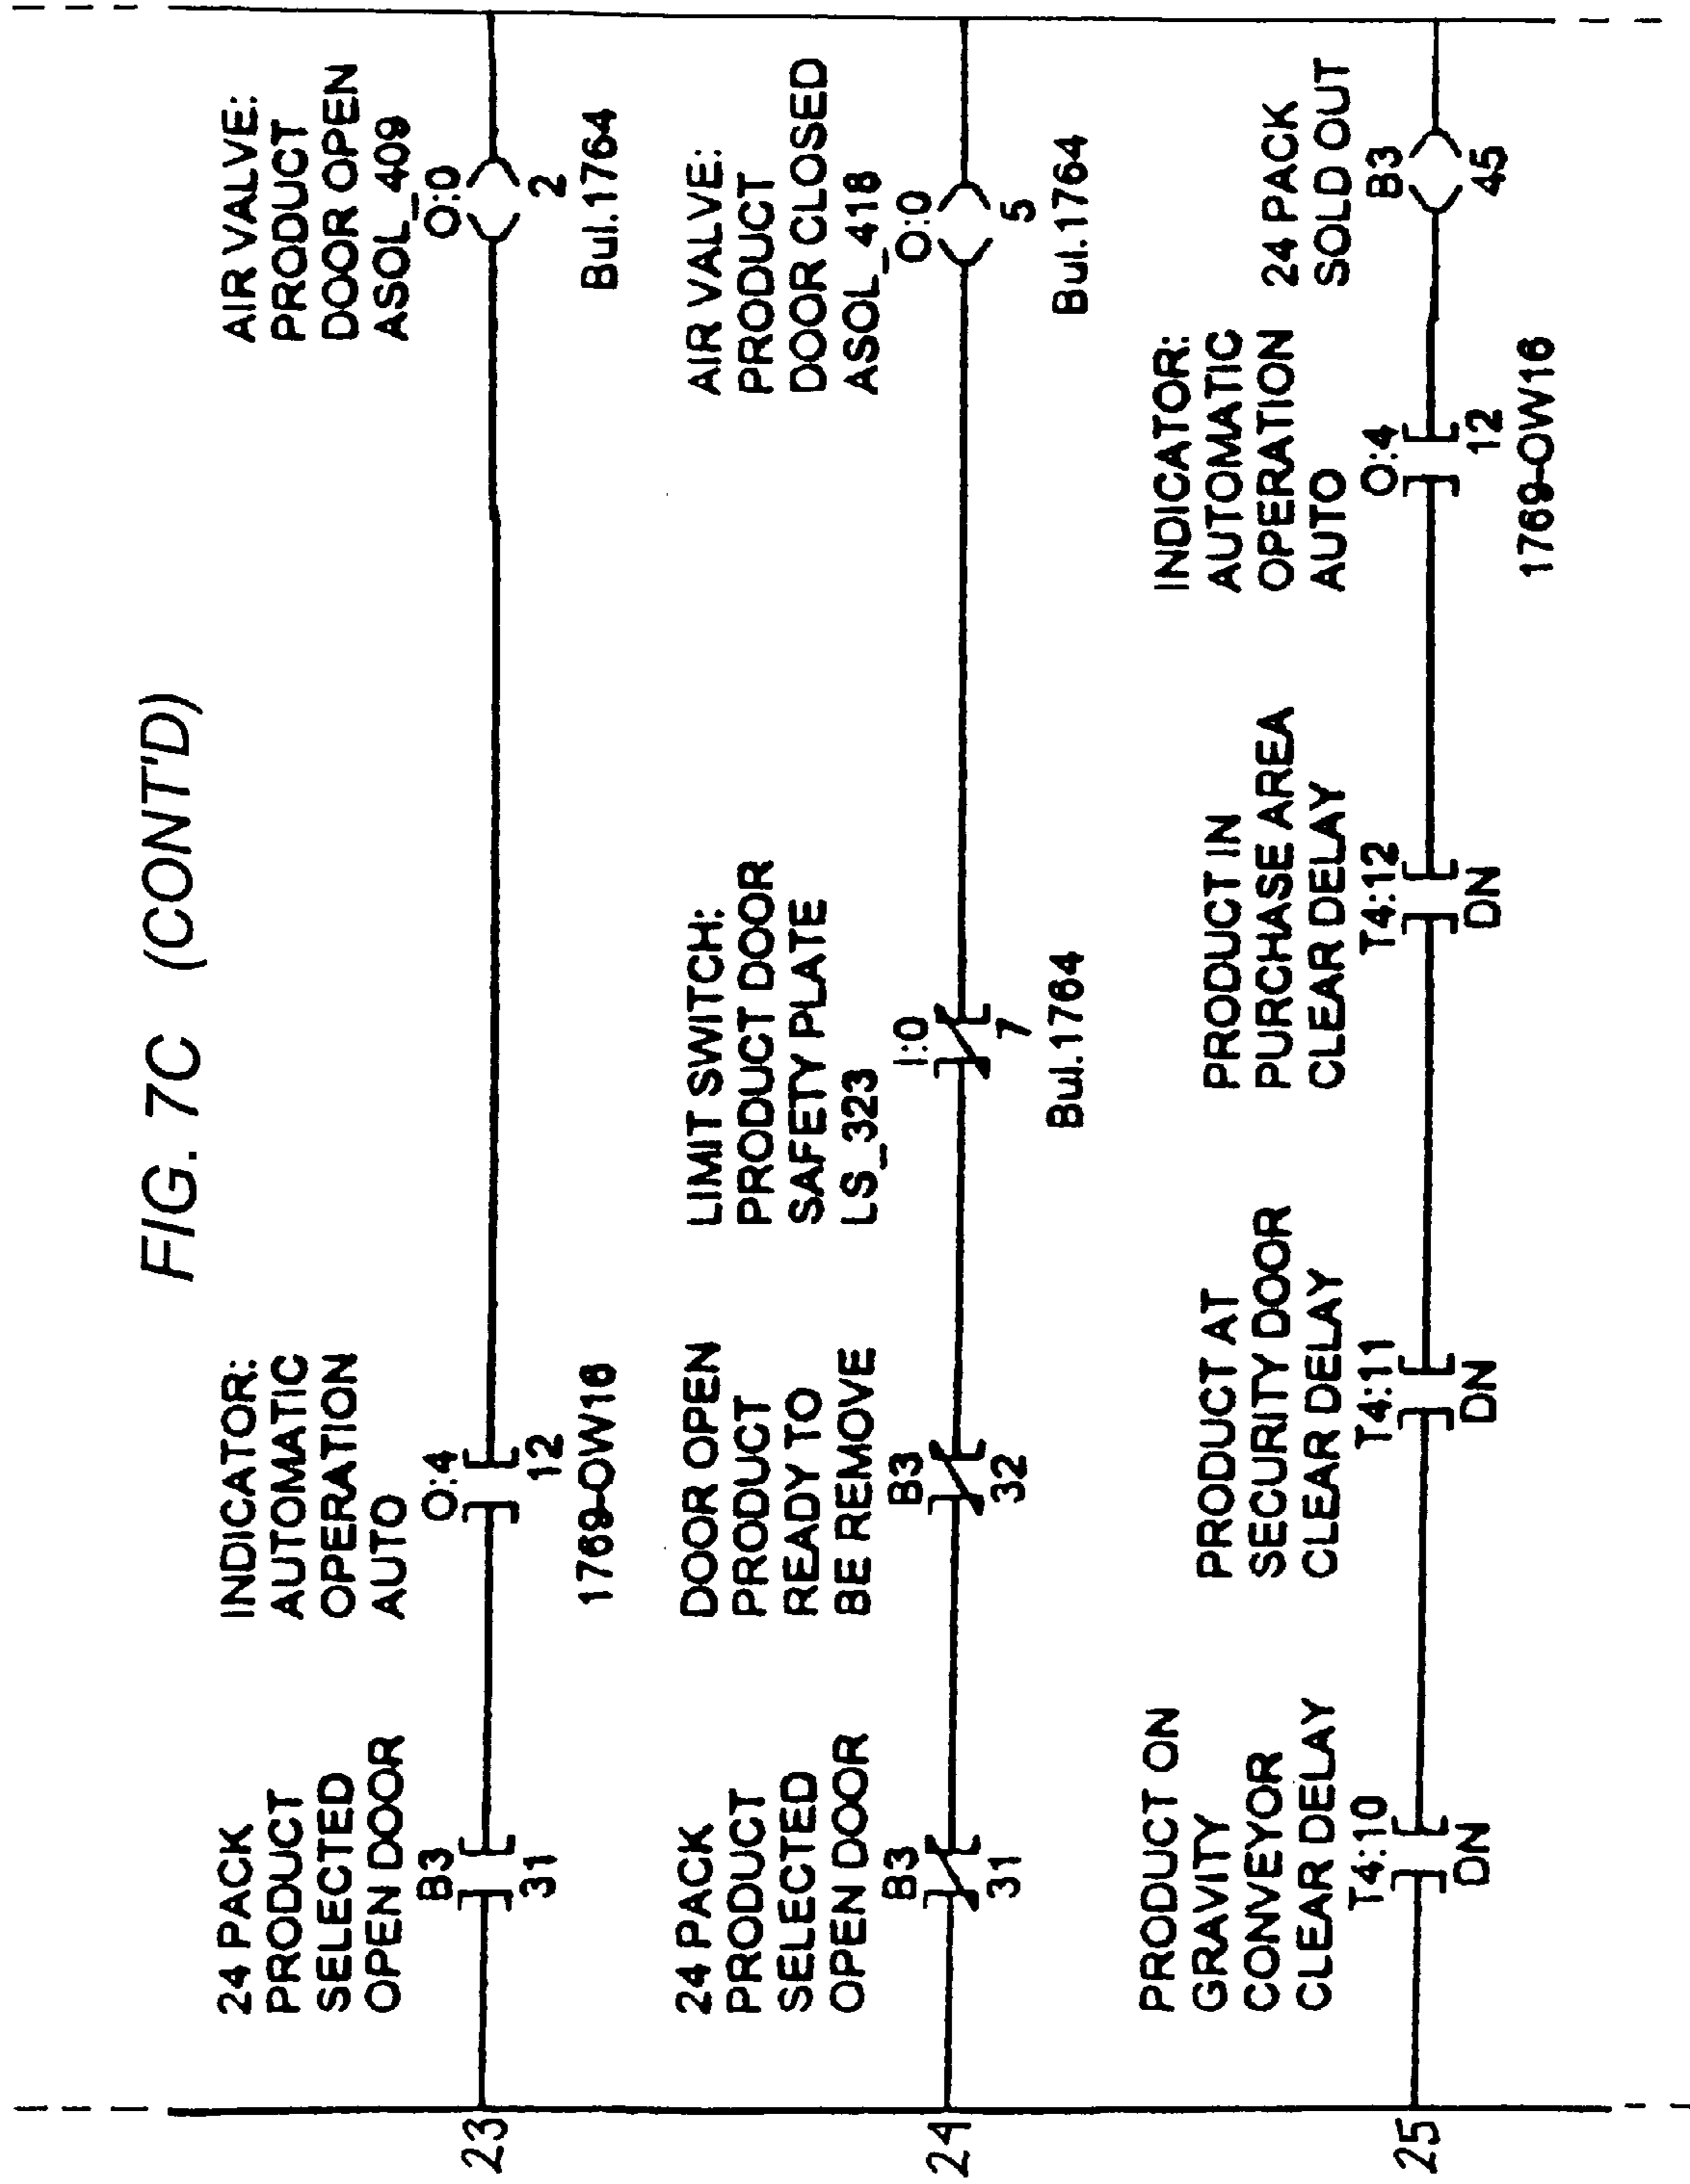 FIG. 7C (CONT'D)
23
24 PACK
PRODUCT
SELECTED
OPEN DOOR
B3
31
INDICATOR:
AUTOMATIC
OPERATION
AUTO
O:4
12
1769-OW16
AIR VALVE:
PRODUCT
DOOR OPEN
ASOL_409
O:0
2
Bul.1764
24
24 PACK
PRODUCT
SELECTED
OPEN DOOR
B3
31
DOOR OPEN
PRODUCT
READY TO
BE REMOVE
B3
32
LIMIT SWITCH:
PRODUCT DOOR
SAFETY PLATE
LS_323
I:0
7
Bul.1764
AIR VALVE:
PRODUCT
DOOR CLOSED
ASOL_418
O:0
5
Bul.1764
25
PRODUCT ON
GRAVITY
CONVEYOR
CLEAR DELAY
T4:10
DN
PRODUCT AT
SECURITY DOOR
CLEAR DELAY
T4:11
DN
PRODUCT IN
PURCHASE AREA
CLEAR DELAY
T4:12
DN
INDICATOR:
AUTOMATIC
OPERATION
AUTO
O:4
12
1769-OW16
24 PACK
SOLD OUT
B3
45